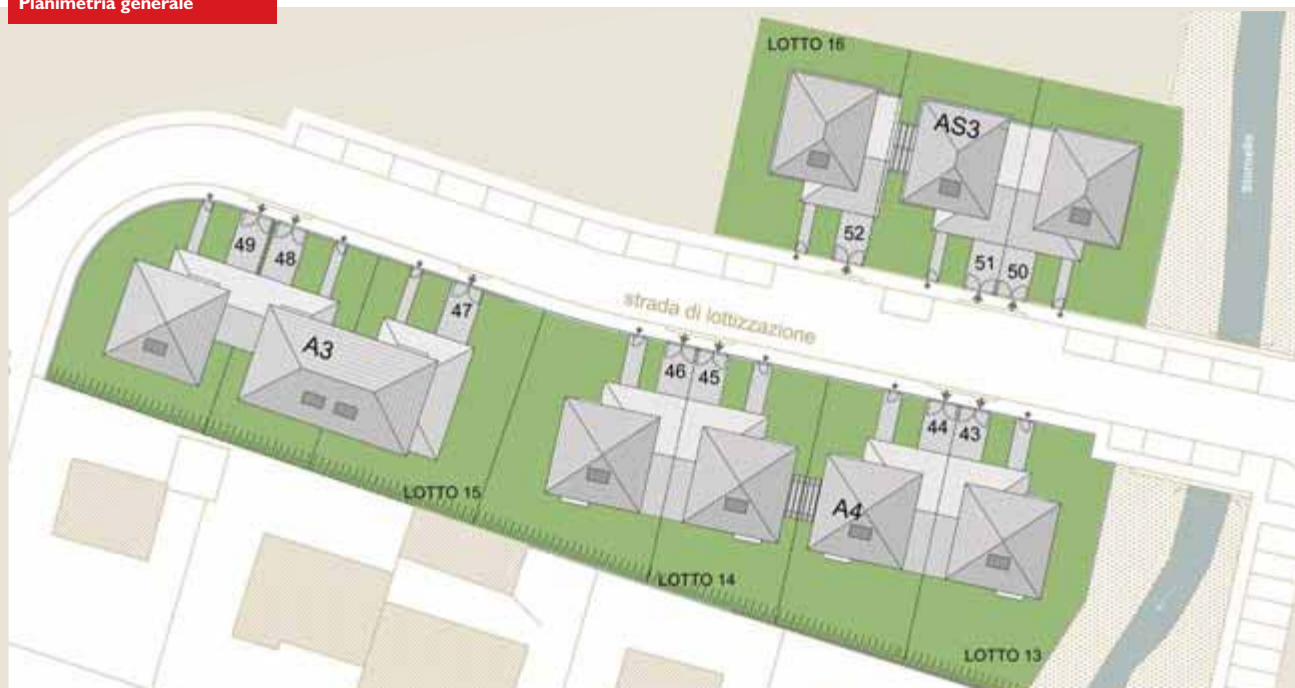 Planimetria generale
LOTTO 16
AS3
52
51
50
49
48
47
A3
strada di lottizzazione
46
45
44
43
LOTTO 15
A4
LOTTO 14
LOTTO 13